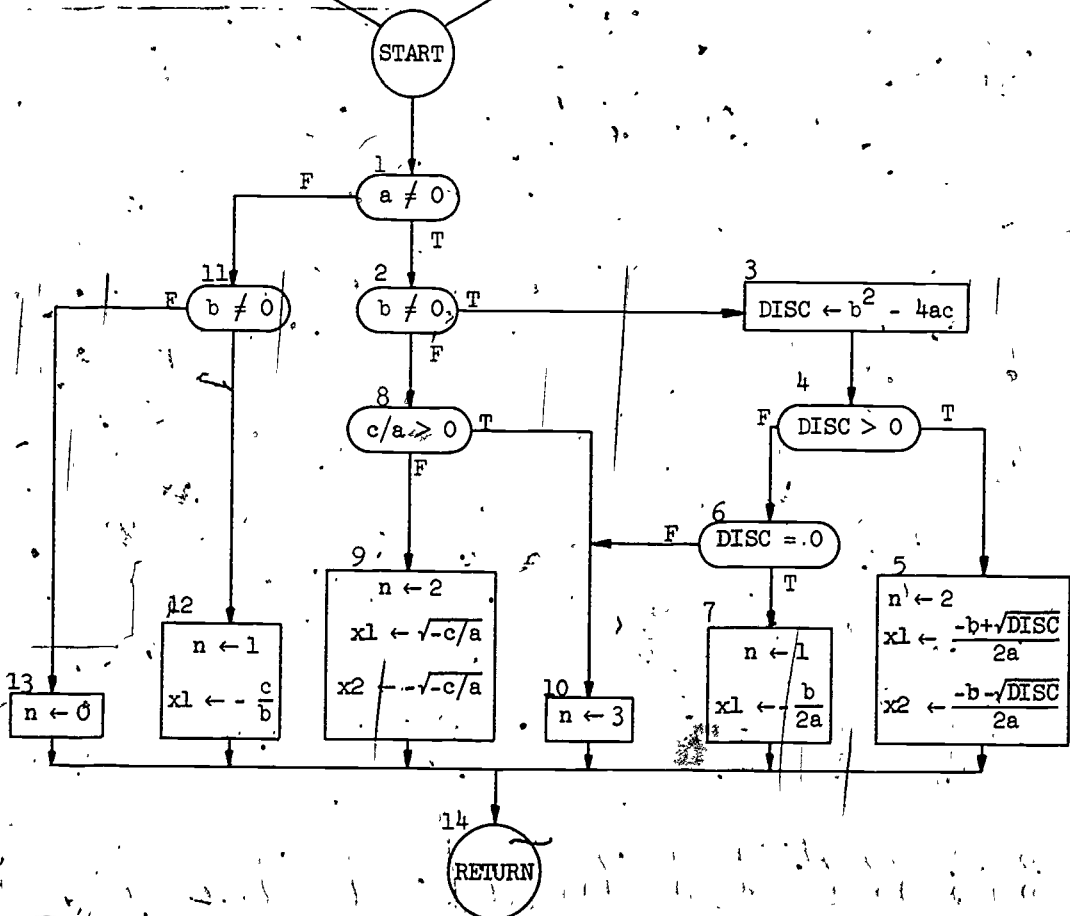 START
1
F
a ≠ 0
T
11
2
3
F
b ≠ 0
b ≠ 0
T
DISC ← b² - 4ac
F
8
4
c/a > 0
T
F
DISC > 0
T
F
6
F
DISC = 0
T
9
n ← 2
x1 ← √-c/a
x2 ← -√-c/a
5
n ← 2
x1 ← -b+√DISC / 2a
x2 ← -b-√DISC / 2a
12
n ← 1
x1 ← - c/b
7
n ← 1
x1 ← - b/2a
13
n ← 0
10
n ← 3
14
RETURN